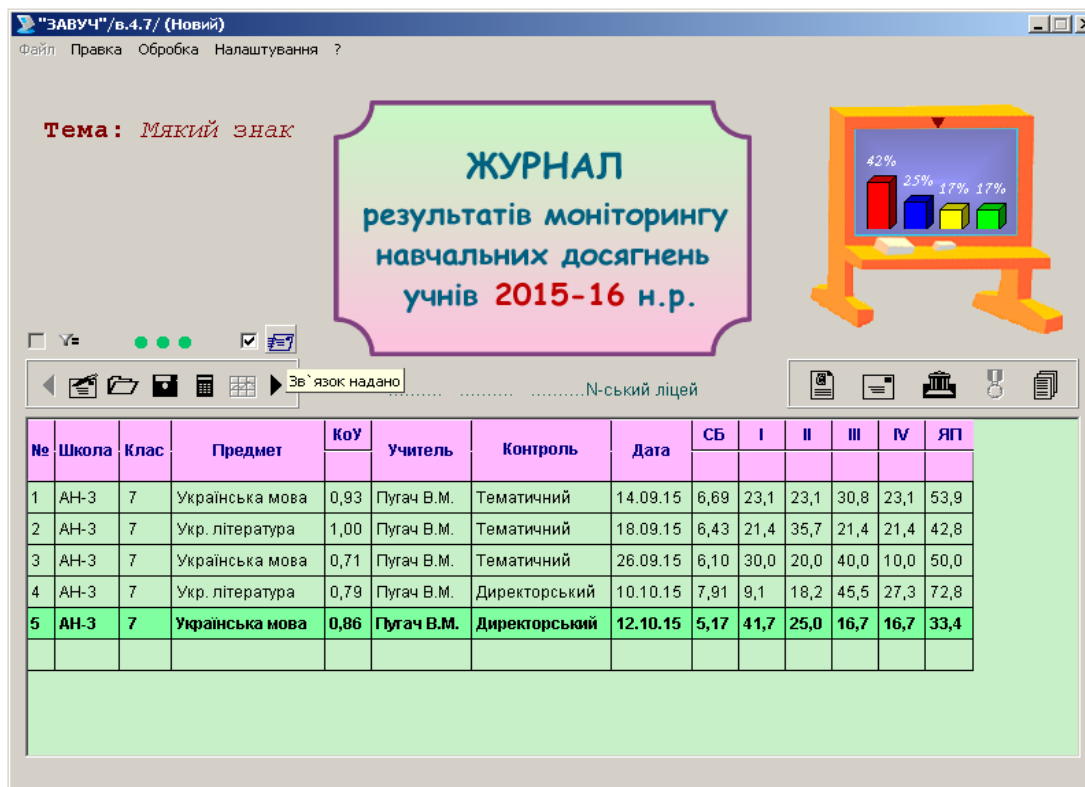 "ЗАВУЧ"/в.4.7/ (Новий)
Файл Правка Обробка Налаштування ?
Тема: Мякий знак
ЖУРНАЛ
результатів моніторингу
навчальних досягнень
учнів 2015-16 н.р.
42%
25%
17% 17%
Зв`язок надано
.......... .......... ..........N-ський ліцей
№ Школа Клас Предмет КоУ Учитель Контроль Дата СБ I II III IV ЯП
1 АН-3 7 Українська мова 0,93 Пугач В.М. Тематичний 14.09.15 6,69 23,1 23,1 30,8 23,1 53,9
2 АН-3 7 Укр. література 1,00 Пугач В.М. Тематичний 18.09.15 6,43 21,4 35,7 21,4 21,4 42,8
3 АН-3 7 Українська мова 0,71 Пугач В.М. Тематичний 26.09.15 6,10 30,0 20,0 40,0 10,0 50,0
4 АН-3 7 Укр. література 0,79 Пугач В.М. Директорський 10.10.15 7,91 9,1 18,2 45,5 27,3 72,8
5 АН-3 7 Українська мова 0,86 Пугач В.М. Директорський 12.10.15 5,17 41,7 25,0 16,7 16,7 33,4